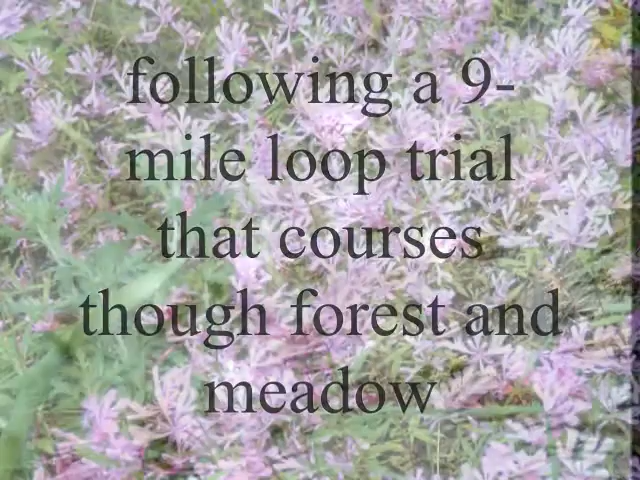 following a 9-
mile loop trial
that courses
though forest and
meadow